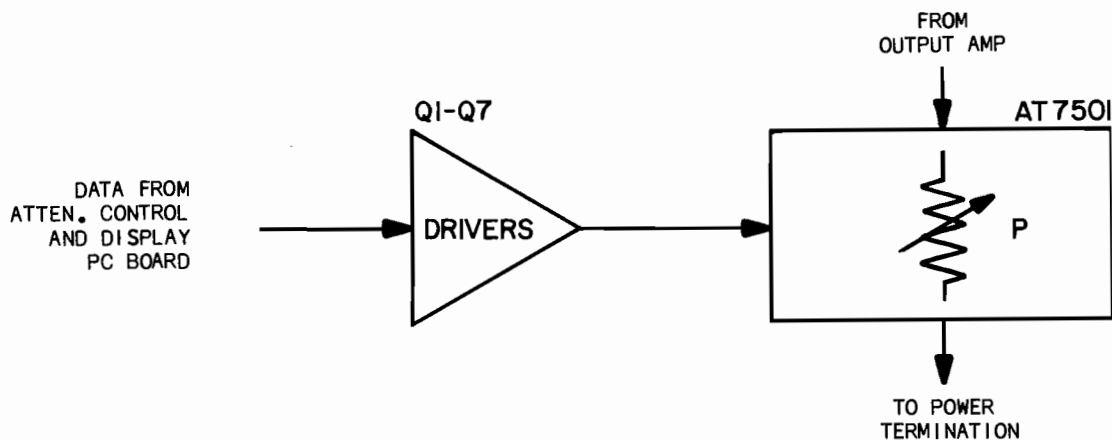 FROM
OUTPUT AMP
Q1-Q7
AT7501
DATA FROM
ATTEN. CONTROL
AND DISPLAY
PC BOARD
DRIVERS
P
TO POWER
TERMINATION